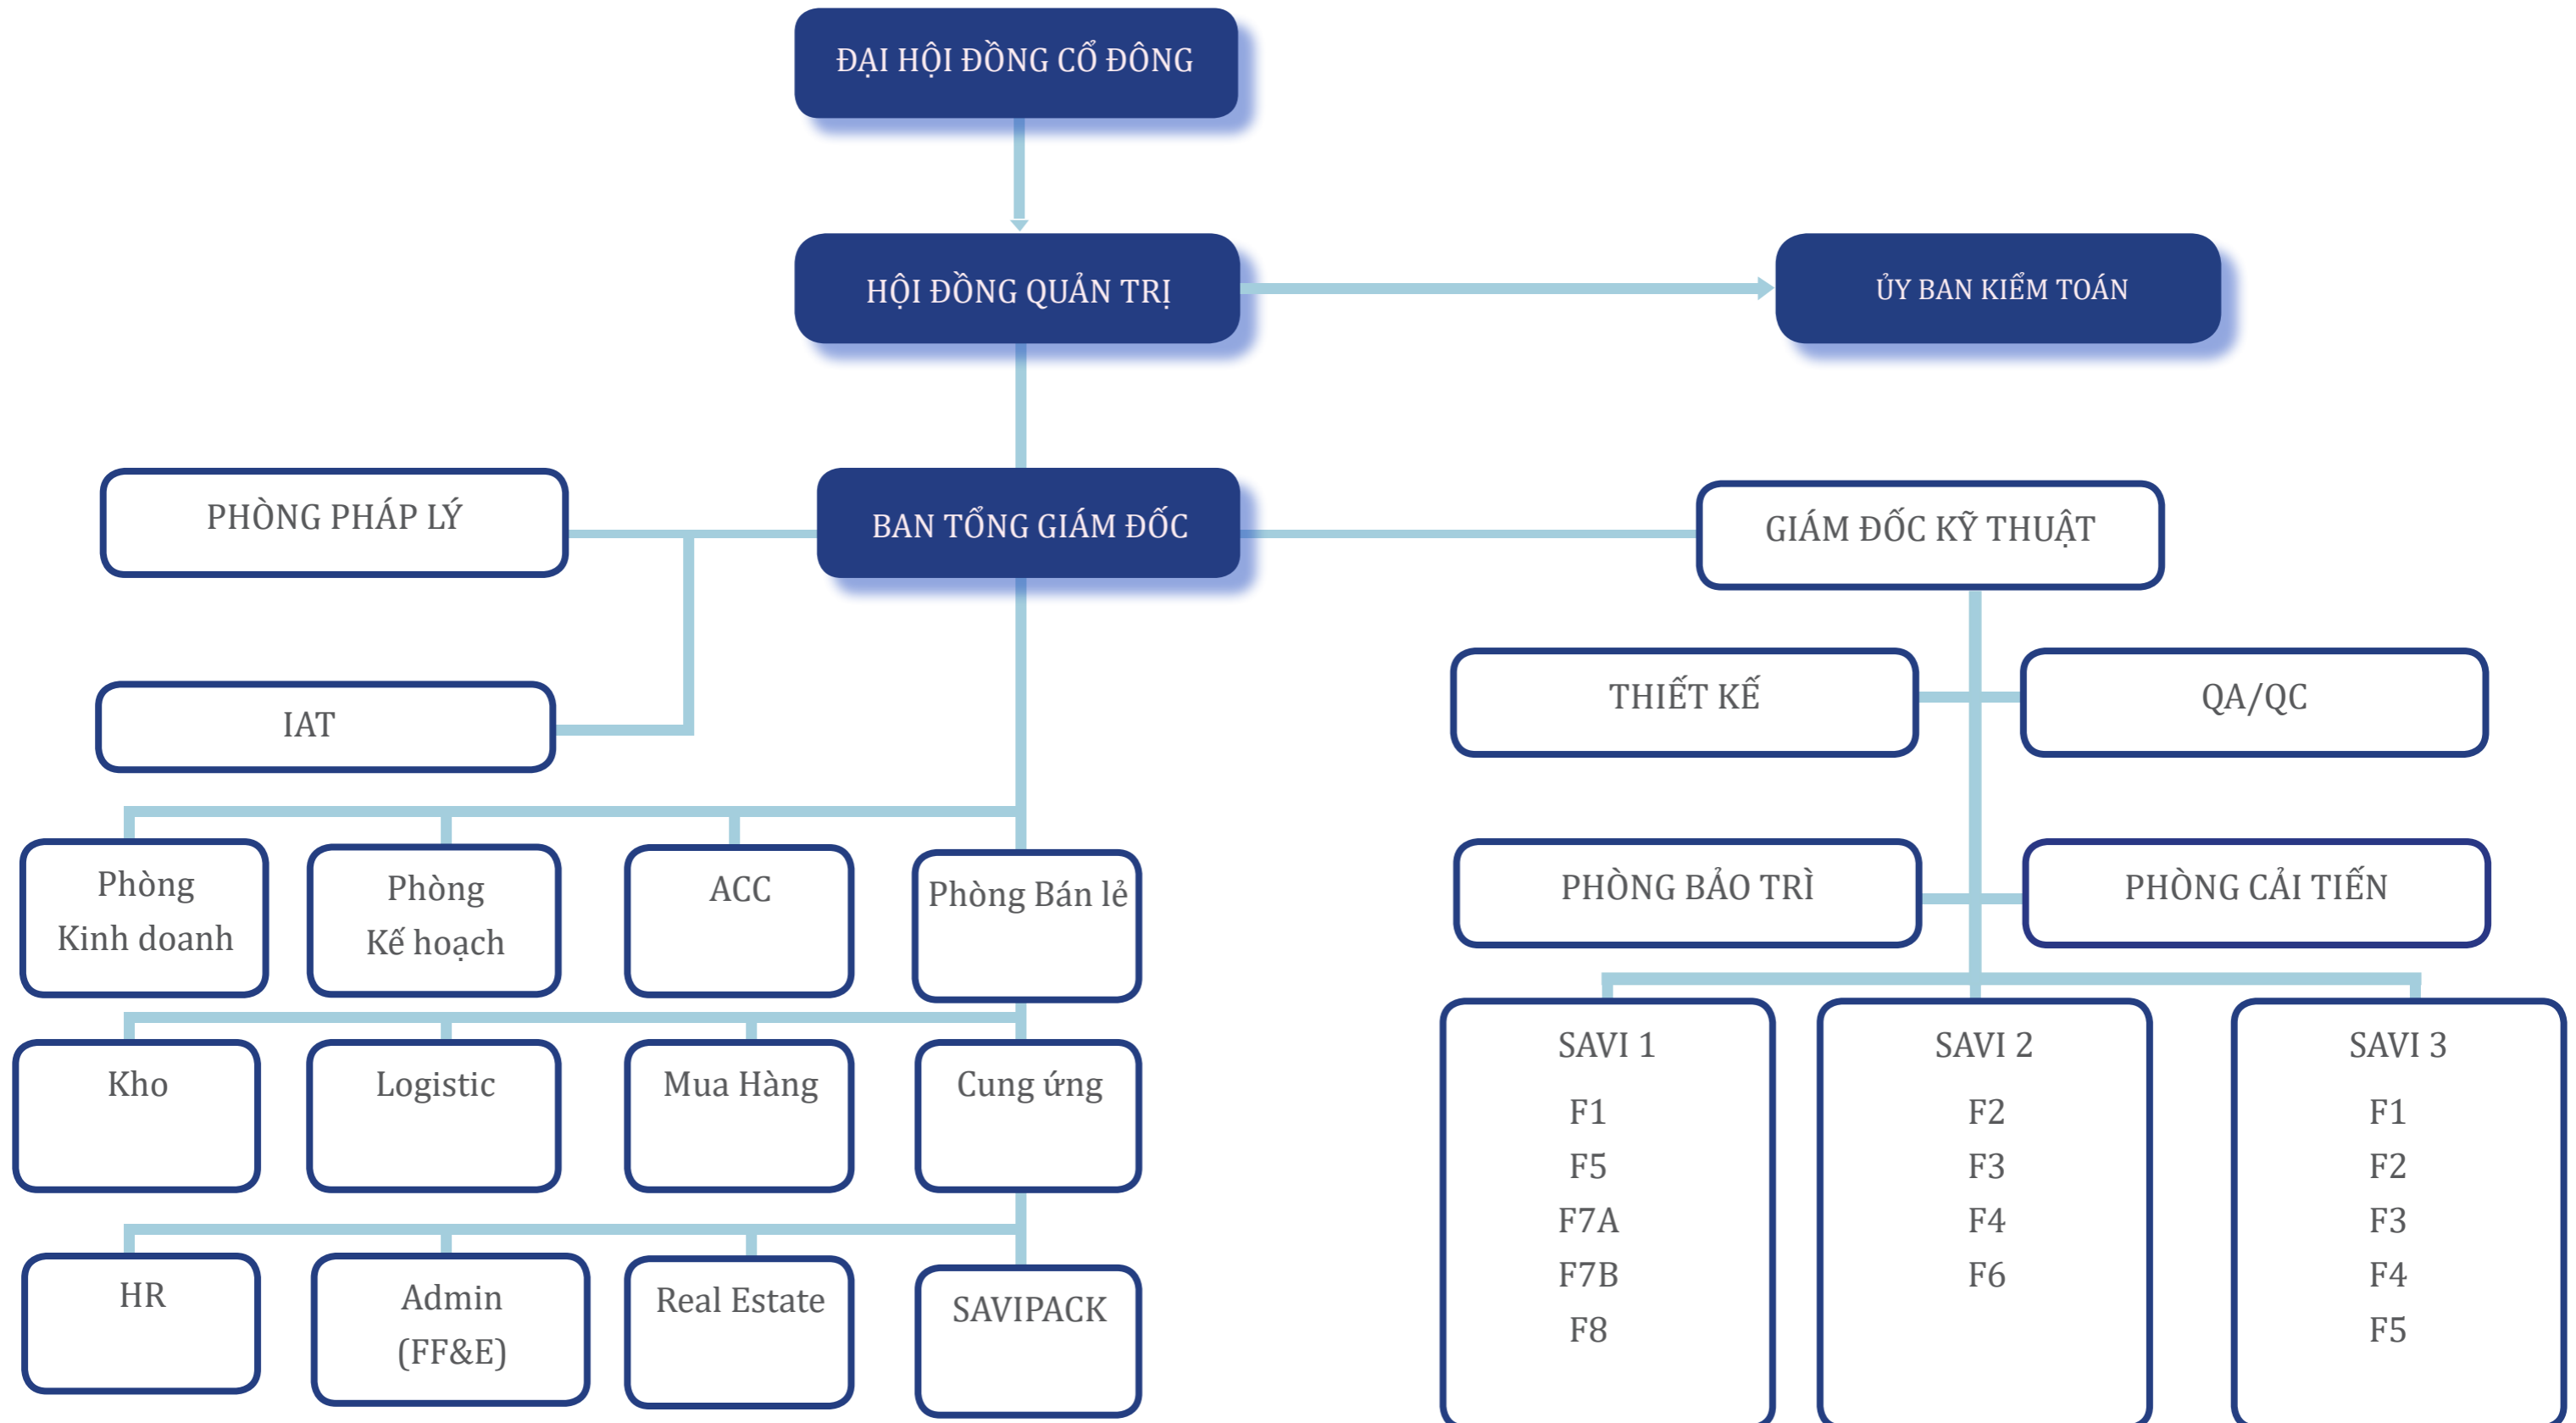 ĐẠI HỘI ĐỒNG CỔ ĐÔNG
HỘI ĐỒNG QUẢN TRỊ
ỦY BAN KIỂM TOÁN
PHÒNG PHÁP LÝ
BAN TỔNG GIÁM ĐỐC
GIÁM ĐỐC KỸ THUẬT
IAT
THIẾT KẾ
QA/QC
PHÒNG BẢO TRÌ
PHÒNG CẢI TIẾN
Phòng
Kinh doanh
Phòng
Kế hoạch
ACC
Phòng Bán lẻ
Kho
Logistic
Mua Hàng
Cung ứng
HR
Admin
(FF&E)
Real Estate
SAVIPACK
SAVI 1
F1
F5
F7A
F7B
F8
SAVI 2
F2
F3
F4
F6
SAVI 3
F1
F2
F3
F4
F5